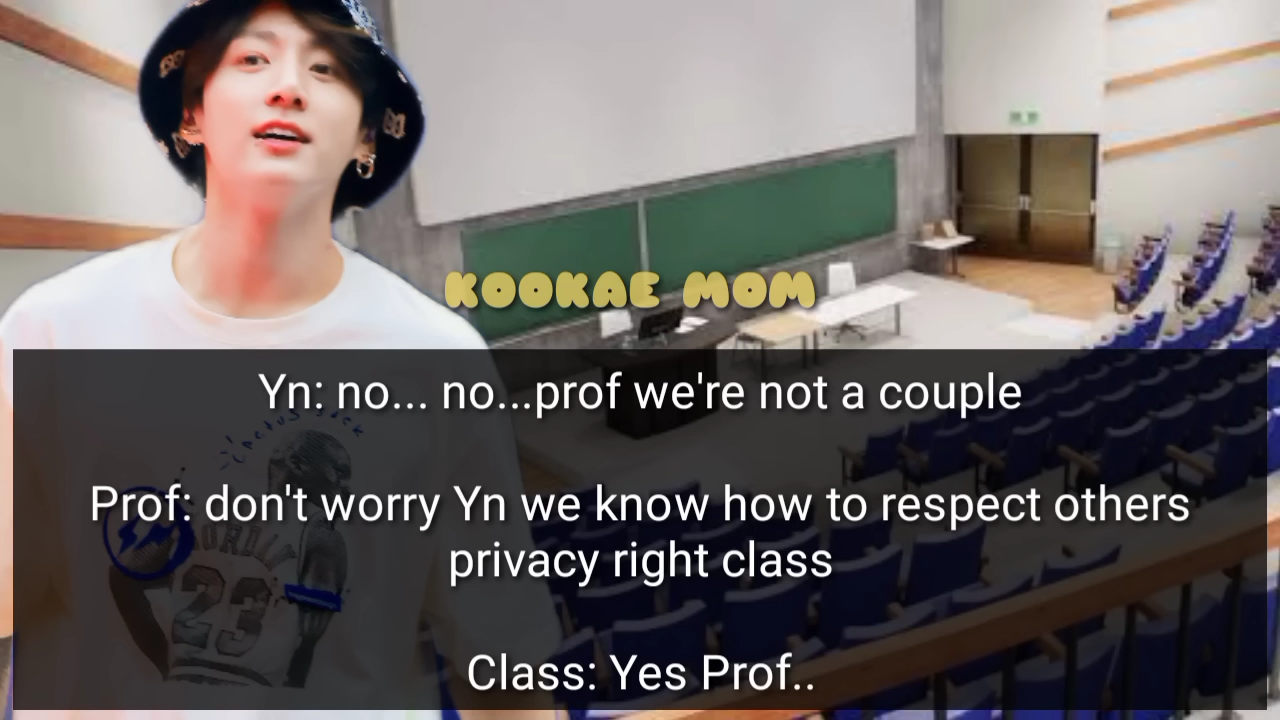 KOOKAE MOM
Yn: no... no...prof we're not a couple
Prof: don't worry Yn we know how to respect others
privacy right class
Class: Yes Prof..
23